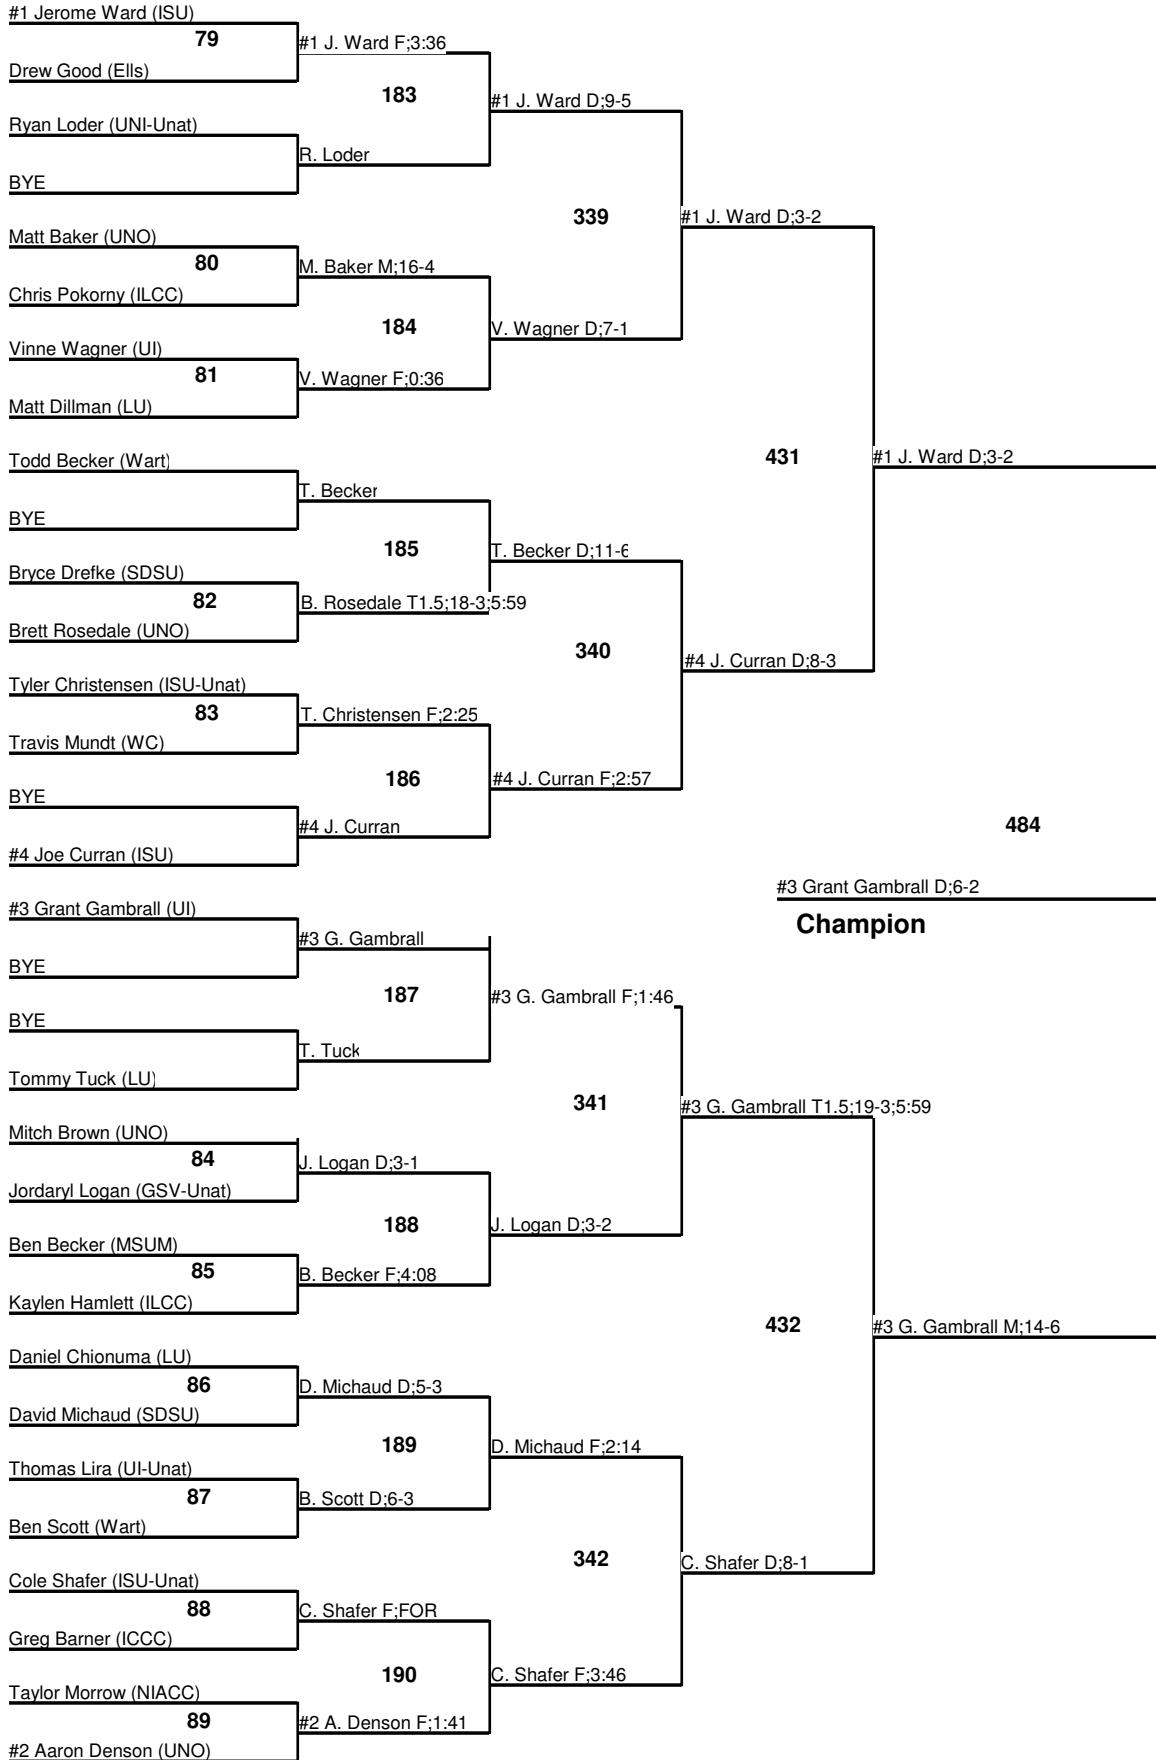 #1 Jerome Ward (ISU)
79
#1 J. Ward F;3:36
Drew Good (Ells)
183
#1 J. Ward D;9-5
Ryan Loder (UNI-Unat)
R. Loder
BYE
339
#1 J. Ward D;3-2
Matt Baker (UNO)
80
M. Baker M;16-4
Chris Pokorny (ILCC)
184
V. Wagner D;7-1
Vinne Wagner (UI)
81
V. Wagner F;0:36
Matt Dillman (LU)
431
#1 J. Ward D;3-2
Todd Becker (Wart)
T. Becker
BYE
185
T. Becker D;11-6
Bryce Drefke (SDSU)
82
B. Rosedale T1.5;18-3;5:59
Brett Rosedale (UNO)
340
#4 J. Curran D;8-3
Tyler Christensen (ISU-Unat)
83
T. Christensen F;2:25
Travis Mundt (WC)
186
#4 J. Curran F;2:57
BYE
#4 J. Curran
#4 Joe Curran (ISU)
484
#3 Grant Gambrall D;6-2
Champion
#3 Grant Gambrall (UI)
#3 G. Gambrall
BYE
187
#3 G. Gambrall F;1:46
BYE
T. Tuck
Tommy Tuck (LU)
341
#3 G. Gambrall T1.5;19-3;5:59
Mitch Brown (UNO)
84
J. Logan D;3-1
Jordaryl Logan (GSV-Unat)
188
J. Logan D;3-2
Ben Becker (MSUM)
85
B. Becker F;4:08
Kaylen Hamlett (ILCC)
432
#3 G. Gambrall M;14-6
Daniel Chionuma (LU)
86
D. Michaud D;5-3
David Michaud (SDSU)
189
D. Michaud F;2:14
Thomas Lira (UI-Unat)
87
B. Scott D;6-3
Ben Scott (Wart)
342
C. Shafer D;8-1
Cole Shafer (ISU-Unat)
88
C. Shafer F;FOR
Greg Barner (ICCC)
190
C. Shafer F;3:46
Taylor Morrow (NIACC)
89
#2 A. Denson F;1:41
#2 Aaron Denson (UNO)